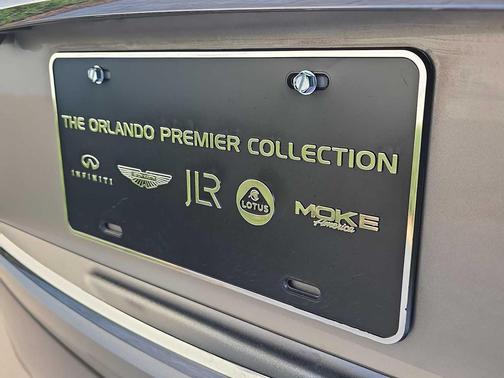 THE ORLANDO PREMIER COLLECTION
INFINITI
JLR
LOTUS
MOKE
America